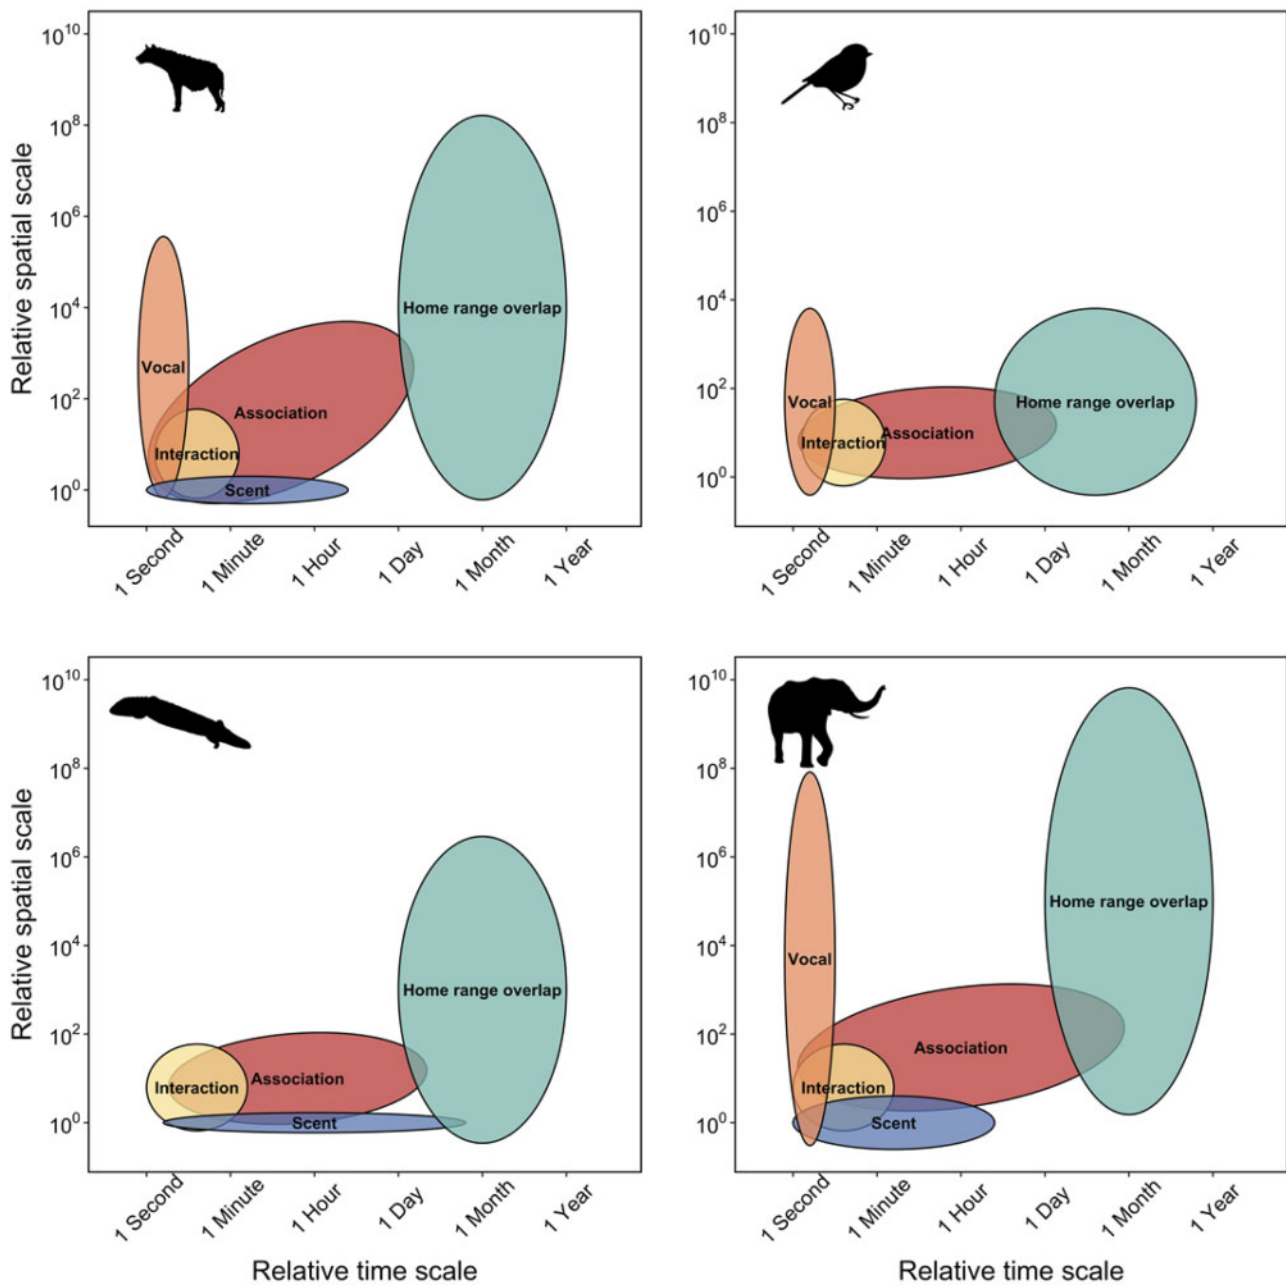 Relative spatial scale
10^10
10^8
10^6
10^4
10^2
10^0
Vocal
Association
Interaction
Scent
Home range overlap
1 Second
1 Minute
1 Hour
1 Day
1 Month
1 Year
10^10
10^8
10^6
10^4
10^2
10^0
Vocal
Interaction
Association
Home range overlap
1 Second
1 Minute
1 Hour
1 Day
1 Month
1 Year
Relative spatial scale
10^10
10^8
10^6
10^4
10^2
10^0
Interaction
Association
Scent
Home range overlap
1 Second
1 Minute
1 Hour
1 Day
1 Month
1 Year
Relative time scale
10^10
10^8
10^6
10^4
10^2
10^0
Vocal
Association
Interaction
Scent
Home range overlap
1 Second
1 Minute
1 Hour
1 Day
1 Month
1 Year
Relative time scale